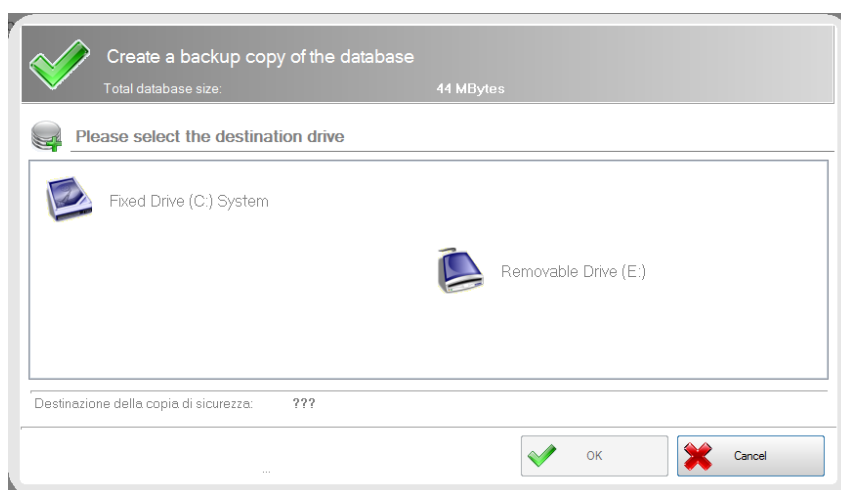 Create a backup copy of the database
Total database size: 44 MBytes
Please select the destination drive
Fixed Drive (C:) System
Removable Drive (E:)
Destinazione della copia di sicurezza: ???
...
OK
Cancel